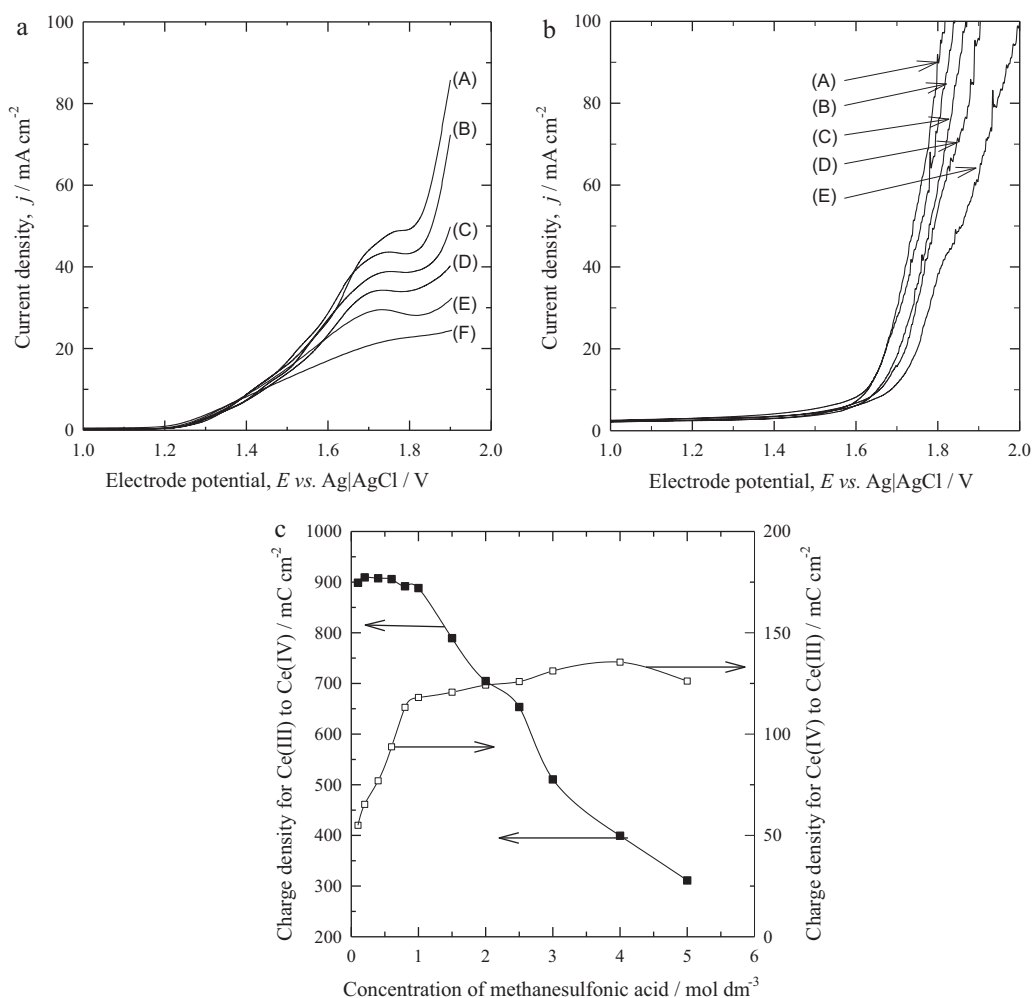 a
Current density, j / mA cm⁻²
100
80
60
40
20
0
(A)
(B)
(C)
(D)
(E)
(F)
1.0 1.2 1.4 1.6 1.8 2.0
Electrode potential, E vs. Ag|AgCl / V
b
Current density, j / mA cm⁻²
100
80
60
40
20
0
(A)
(B)
(C)
(D)
(E)
1.0 1.2 1.4 1.6 1.8 2.0
Electrode potential, E vs. Ag|AgCl / V
c
Charge density for Ce(III) to Ce(IV) / mC cm⁻²
1000
900
800
700
600
500
400
300
200
200
150
100
50
0
Charge density for Ce(IV) to Ce(III) / mC cm⁻²
0 1 2 3 4 5 6
Concentration of methanesulfonic acid / mol dm⁻³